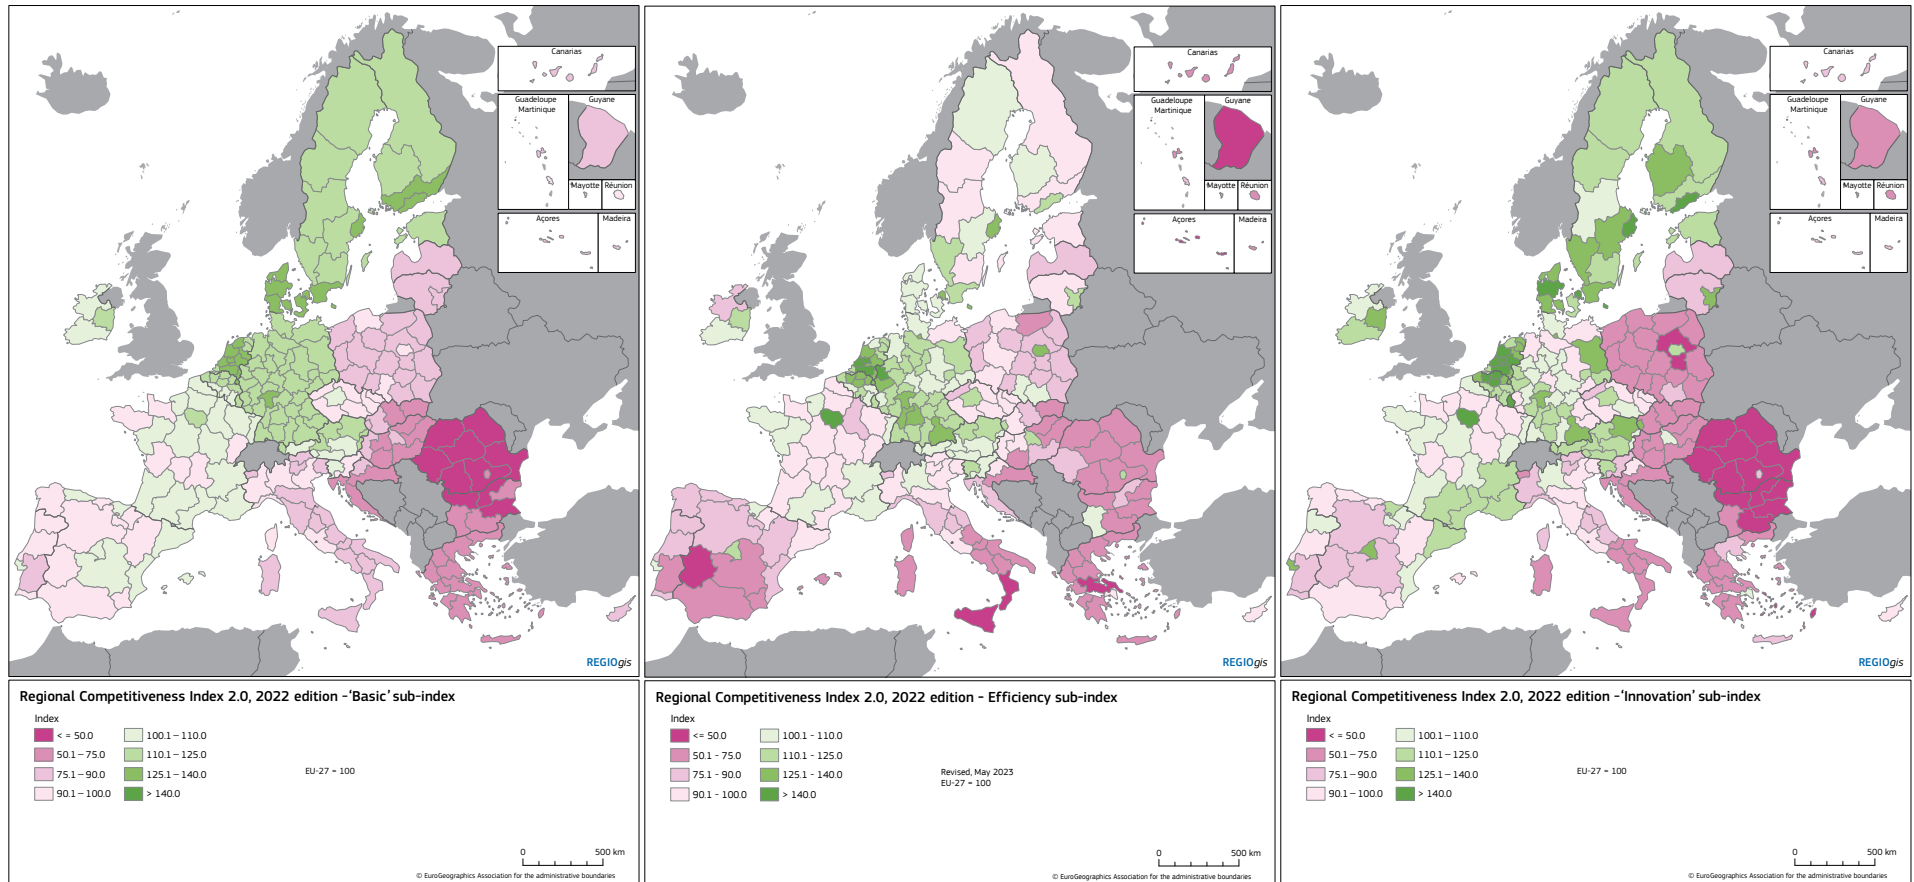 Canarias
Guadeloupe
Martinique
Guyane
Mayotte
Réunion
Açores
Madeira
REGIOgis
Regional Competitiveness Index 2.0, 2022 edition -‘Basic’ sub-index
Index
< = 50.0
50.1 – 75.0
75.1 – 90.0
90.1 – 100.0
100.1 – 110.0
110.1 – 125.0
125.1 – 140.0
> 140.0
EU-27 = 100
0 500 km
© EuroGeographics Association for the administrative boundaries
Canarias
Guadeloupe
Martinique
Guyane
Mayotte
Réunion
Açores
Madeira
REGIOgis
Regional Competitiveness Index 2.0, 2022 edition - Efficiency sub-index
Index
<= 50.0
50.1 - 75.0
75.1 - 90.0
90.1 - 100.0
100.1 - 110.0
110.1 - 125.0
125.1 - 140.0
> 140.0
Revised, May 2023
EU-27 = 100
0 500 km
© EuroGeographics Association for the administrative boundaries
Canarias
Guadeloupe
Martinique
Guyane
Mayotte
Réunion
Açores
Madeira
REGIOgis
Regional Competitiveness Index 2.0, 2022 edition -‘Innovation’ sub-index
Index
< = 50.0
50.1 – 75.0
75.1 – 90.0
90.1 – 100.0
100.1 – 110.0
110.1 – 125.0
125.1 – 140.0
> 140.0
EU-27 = 100
0 500 km
© EuroGeographics Association for the administrative boundaries